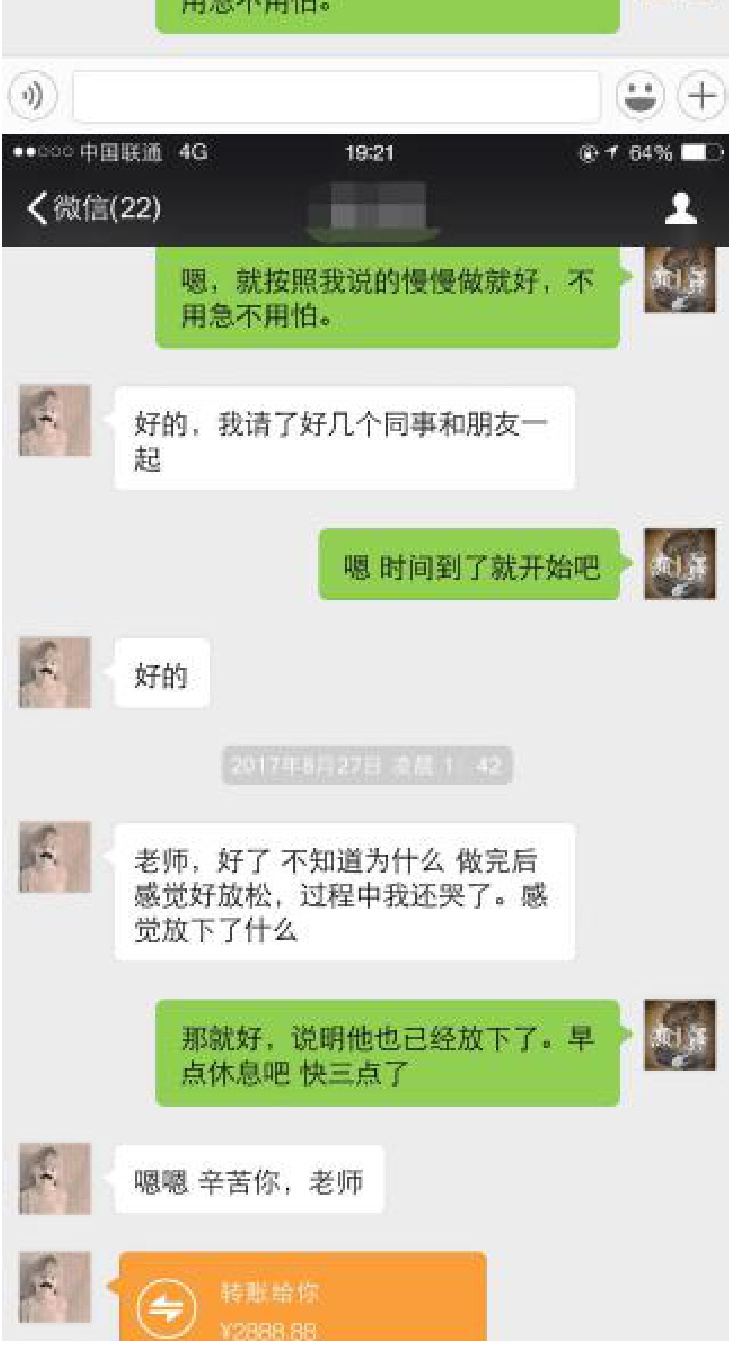 用急不用怕。
●●○○○ 中国联通 4G 19:21 64%
微信(22)
嗯，就按照我说的慢慢做就好，不
用急不用怕。
好的，我请了好几个同事和朋友一
起
嗯 时间到了就开始吧
好的
2017年8月27日 凌晨 1：42
老师，好了 不知道为什么 做完后
感觉好放松，过程中我还哭了。感
觉放下了什么
那就好，说明他也已经放下了。早
点休息吧 快三点了
嗯嗯 辛苦你，老师
转账给你
¥2888.88